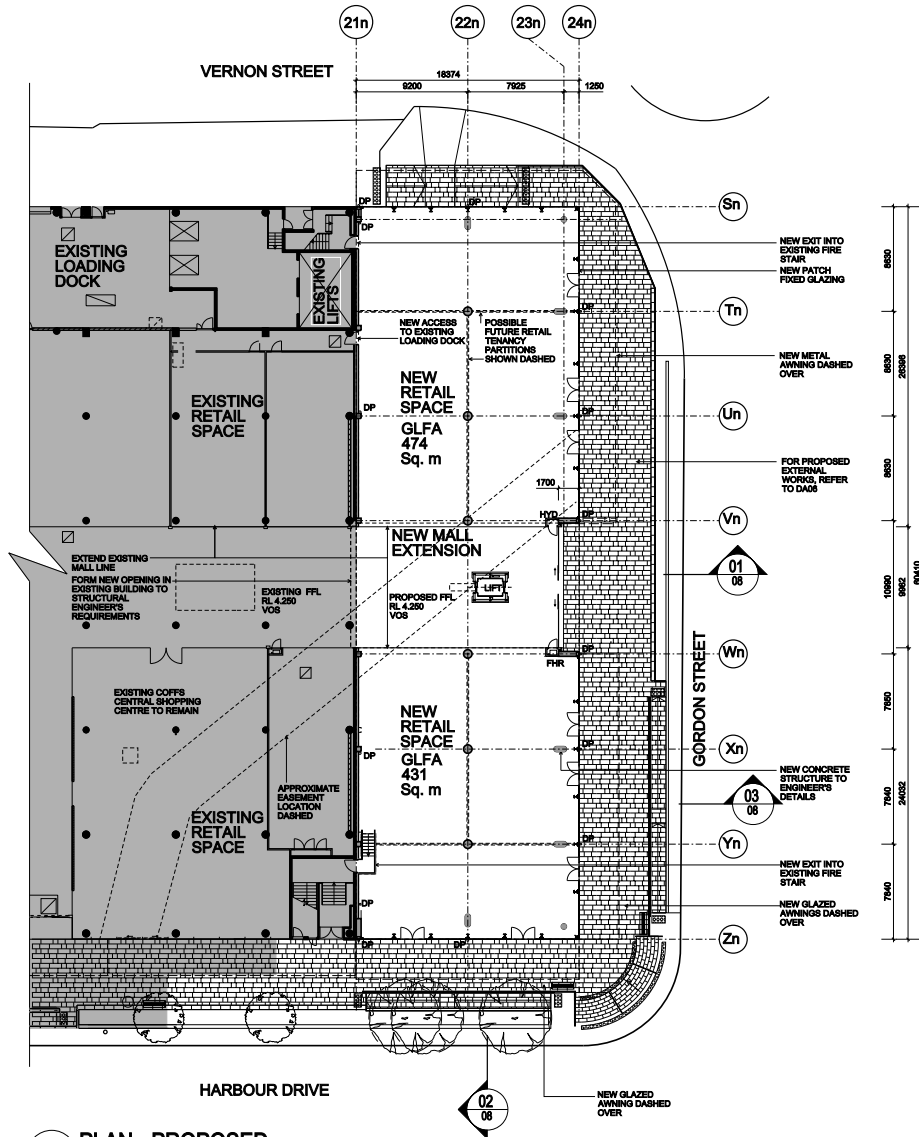 21n
22n
23n
24n
VERNON STREET
18374
9200
7925
1250
DP
DP
DP
Sn
EXISTING
LOADING
DOCK
EXISTING
LIFTS
NEW EXIT INTO
EXISTING FIRE
STAIR
NEW PATCH
FIXED GLAZING
8630
DP
Tn
NEW ACCESS
TO EXISTING
LOADING DOCK
POSSIBLE
FUTURE RETAIL
TENANCY
PARTITIONS
SHOWN DASHED
NEW METAL
AWNING DASHED
OVER
8630
26396
EXISTING
RETAIL
SPACE
NEW
RETAIL
SPACE
GLFA
474
Sq. m
DP
DP
Un
FOR PROPOSED
EXTERNAL
WORKS, REFER
TO DA08
8630
1700
HYD
DP
Vn
NEW MALL
EXTENSION
EXTEND EXISTING
MALL LINE
FORM NEW OPENING IN
EXISTING BUILDING TO
STRUCTURAL
ENGINEER'S
REQUIREMENTS
EXISTING FFL
RL 4.250
VOS
PROPOSED FFL
RL 4.250
VOS
LIFT
01
08
10990
9982
60410
GORDON STREET
FHR
DP
Wn
EXISTING COFFS
CENTRAL SHOPPING
CENTRE TO REMAIN
NEW
RETAIL
SPACE
GLFA
431
Sq. m
7850
DP
DP
Xn
APPROXIMATE
EASEMENT
LOCATION
DASHED
NEW CONCRETE
STRUCTURE TO
ENGINEER'S
DETAILS
03
08
7840
24032
EXISTING
RETAIL
SPACE
DP
Yn
NEW EXIT INTO
EXISTING FIRE
STAIR
7840
DP
NEW GLAZED
AWNINGS DASHED
OVER
DP
DP
Zn
HARBOUR DRIVE
02
08
NEW GLAZED
AWNING DASHED
OVER